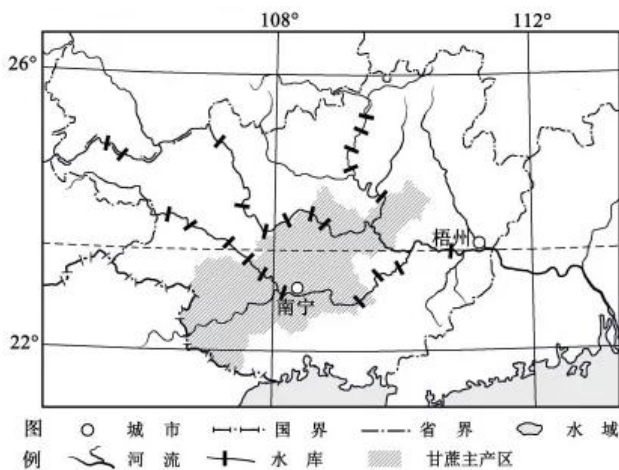 108° 112°
26°
梧州
南宁
22°
图 城市 国界 省界 水域
例 河流 水库 甘蔗主产区